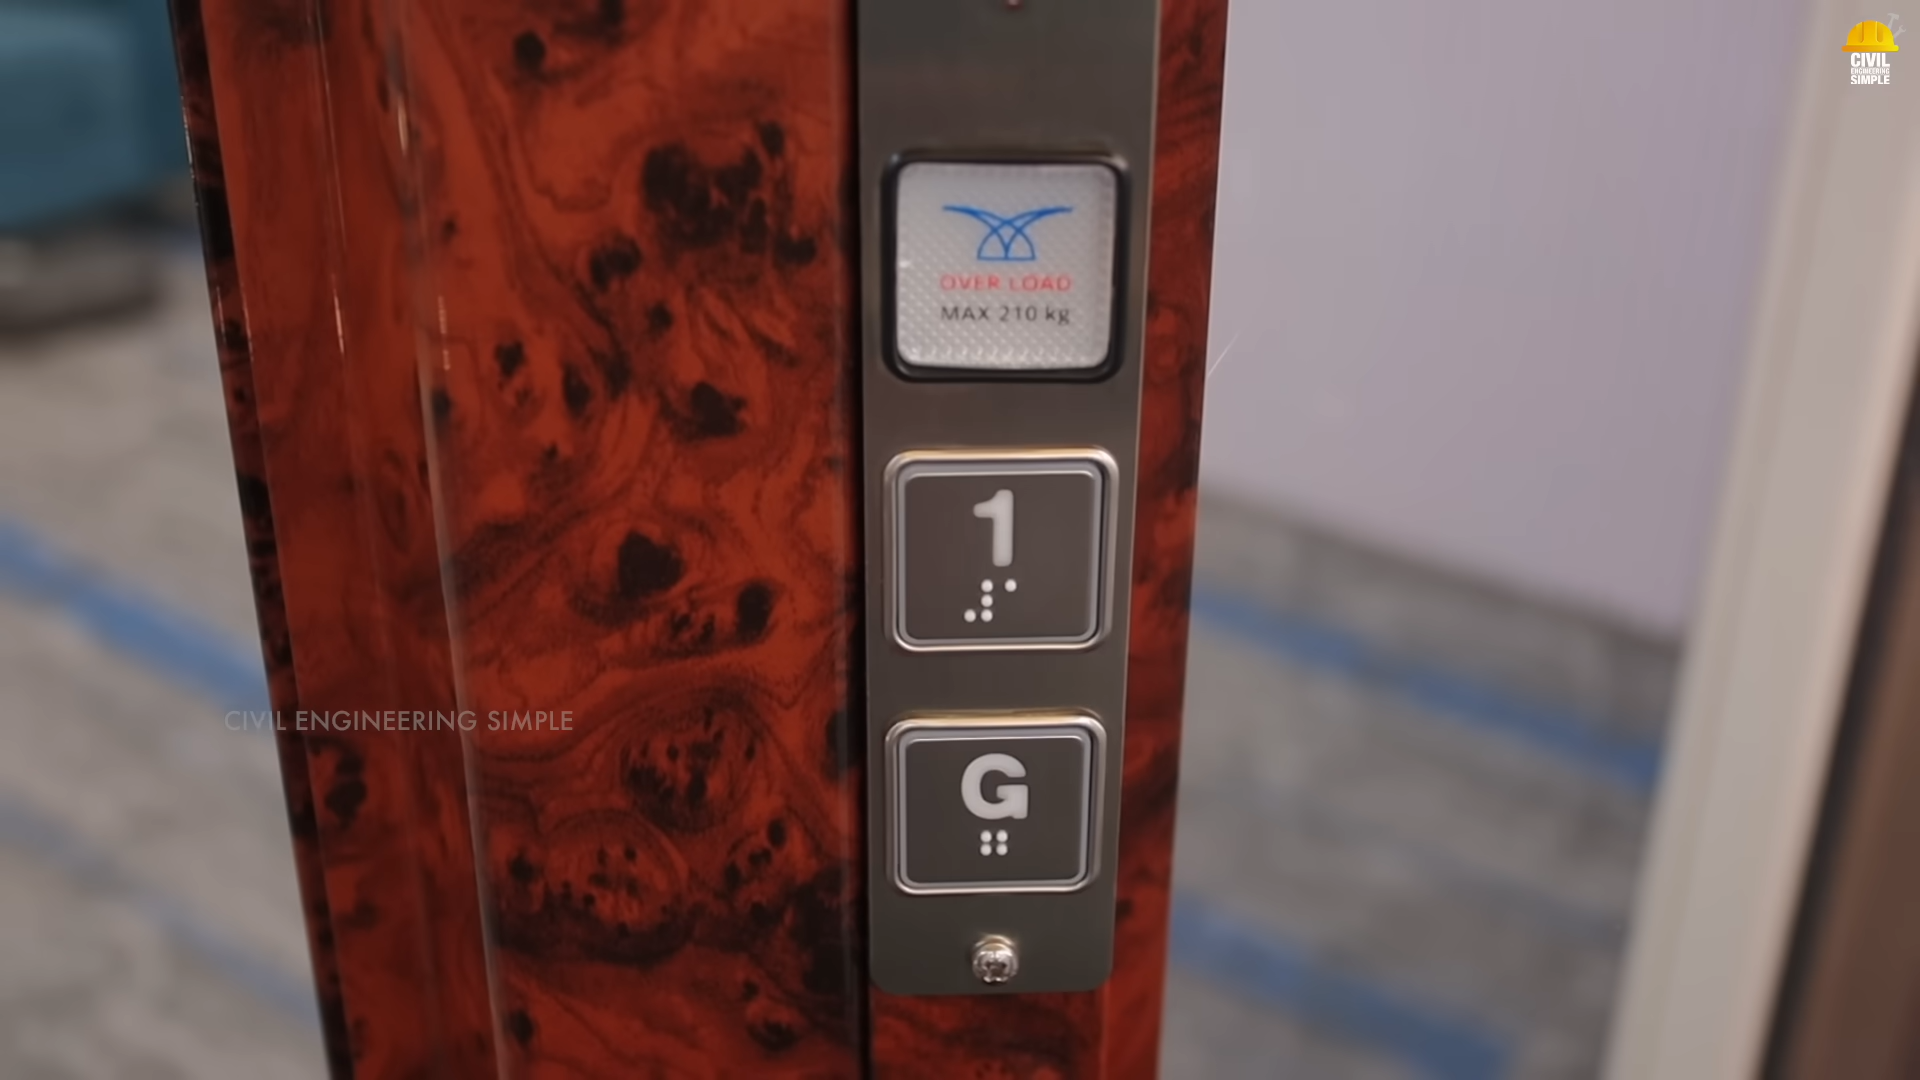 CIVIL
ENGINEERING
SIMPLE
OVER LOAD
MAX 210 kg
1
G
CIVIL ENGINEERING SIMPLE